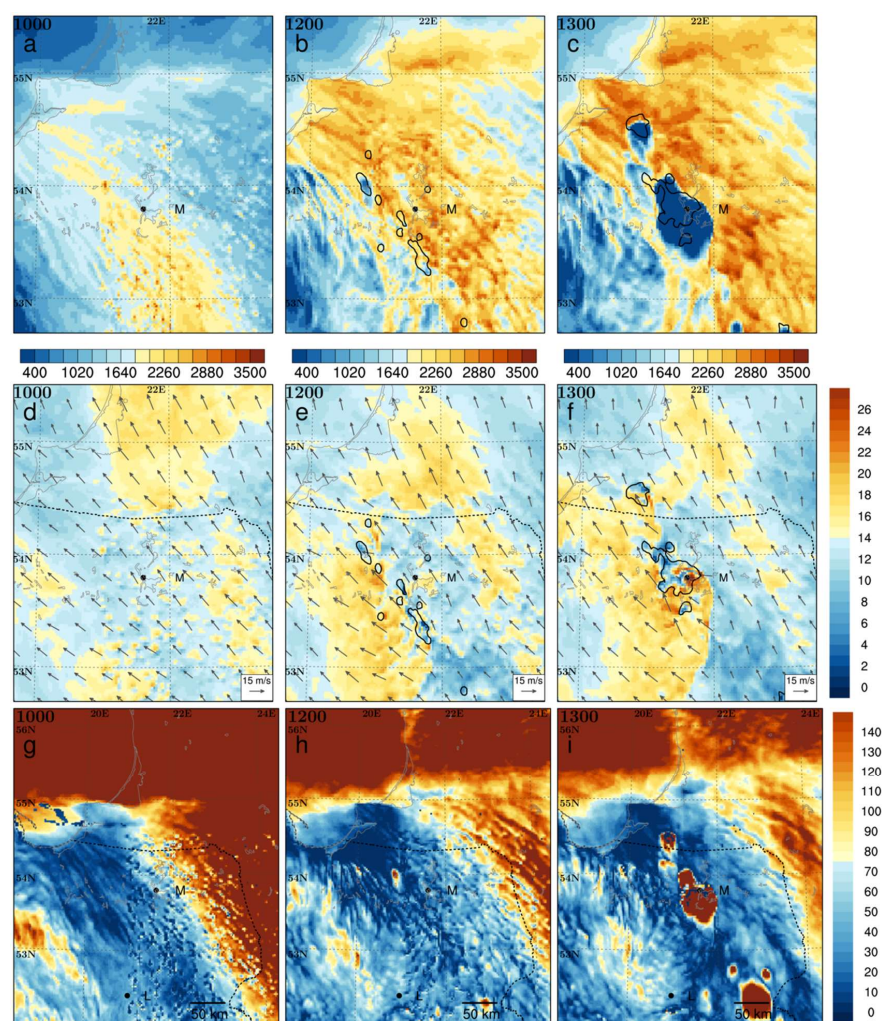 1000 22E 1200 22E 1300 22E
a b c
55N 55N 55N
54N 54N 54N
M M M
53N 53N 53N
400 1020 1640 2260 2880 3500 400 1020 1640 2260 2880 3500 400 1020 1640 2260 2880 3500
1000 22E 1200 22E 1300 22E
d e f
26
24
55N 55N 55N
22
20
18
16
54N 54N 54N
14
M M M
12
10
8
6
53N 53N 53N
4
15 m/s 15 m/s 15 m/s
2
0
1000 20E 22E 24E 1200 20E 22E 24E 1300 20E 22E 24E
56N 56N 56N
g h i
140
130
120
110
55N 55N 55N
100
90
80
54N 54N 54N
70
M M M
60
50
53N 53N 53N
40
30
20
L L L
10
50 km 50 km 50 km
0